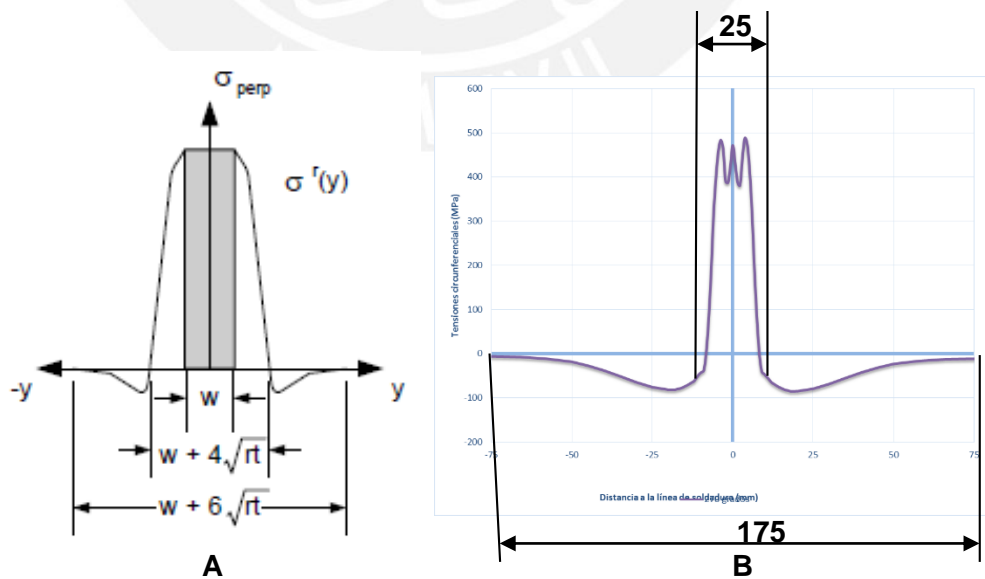 25
σ perp
σ r(y)
-y
y
w
w + 4√rt
w + 6√rt
A
600
500
400
300
200
100
0
-100
-200
Tensiones circunferenciales (MPa)
-75
-50
-25
0
25
50
75
Distancia a la línea de soldadura (mm)
grados
175
B